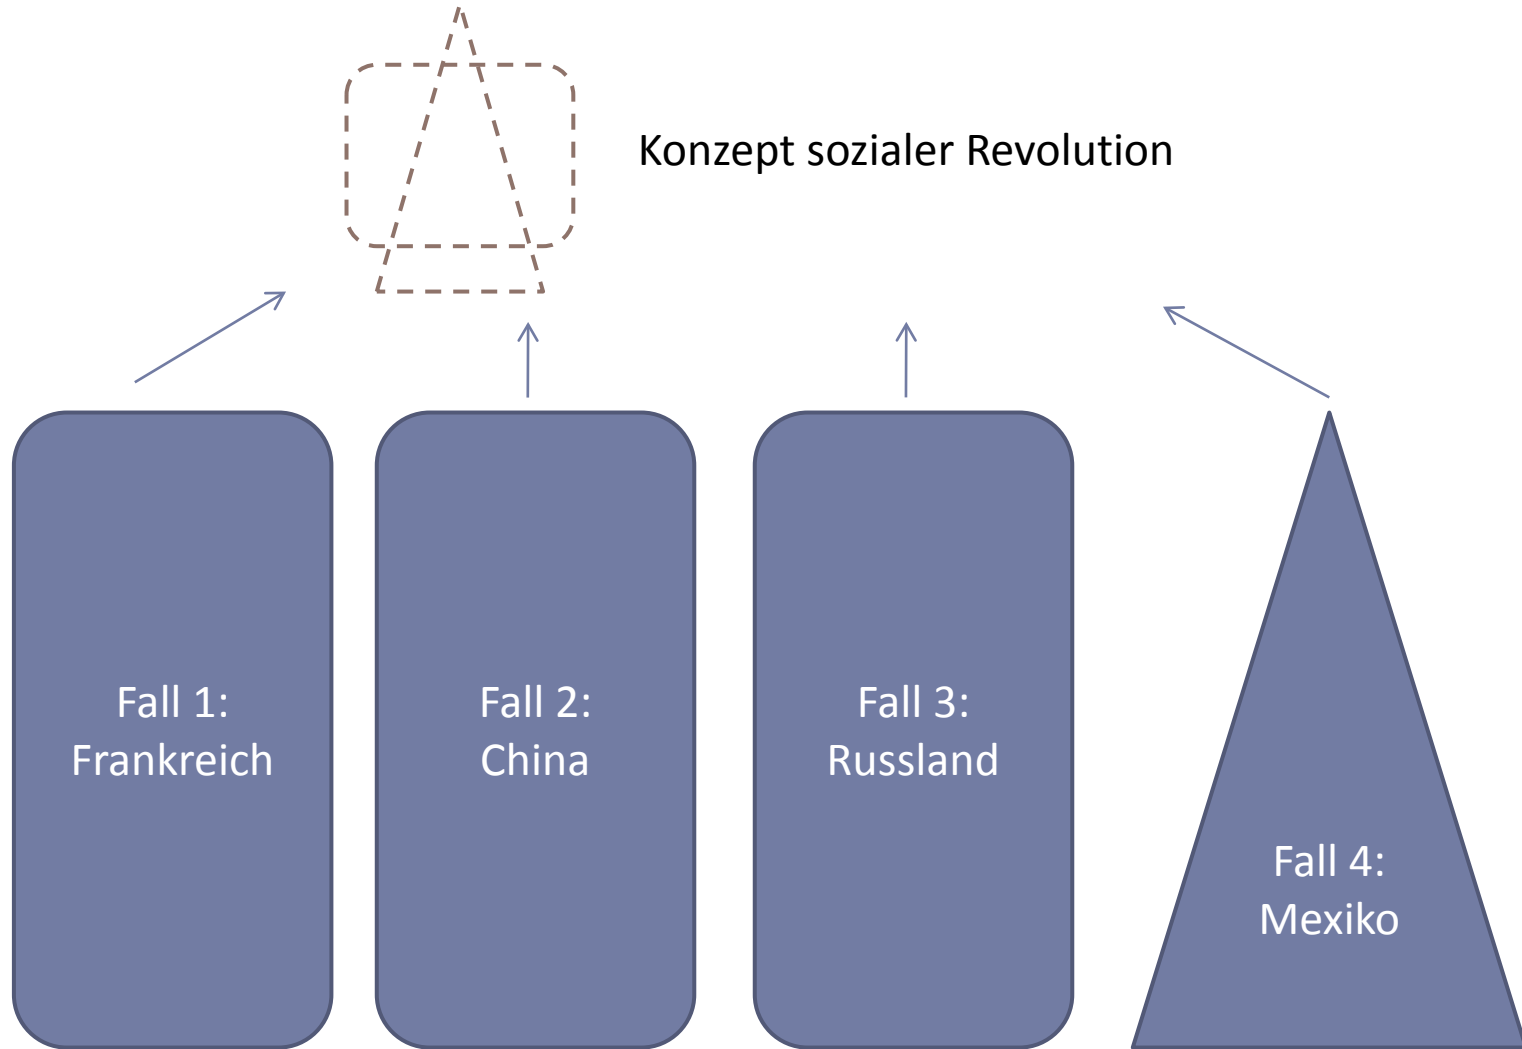 Konzept sozialer Revolution
Fall 1:
Frankreich
Fall 2:
China
Fall 3:
Russland
Fall 4:
Mexiko